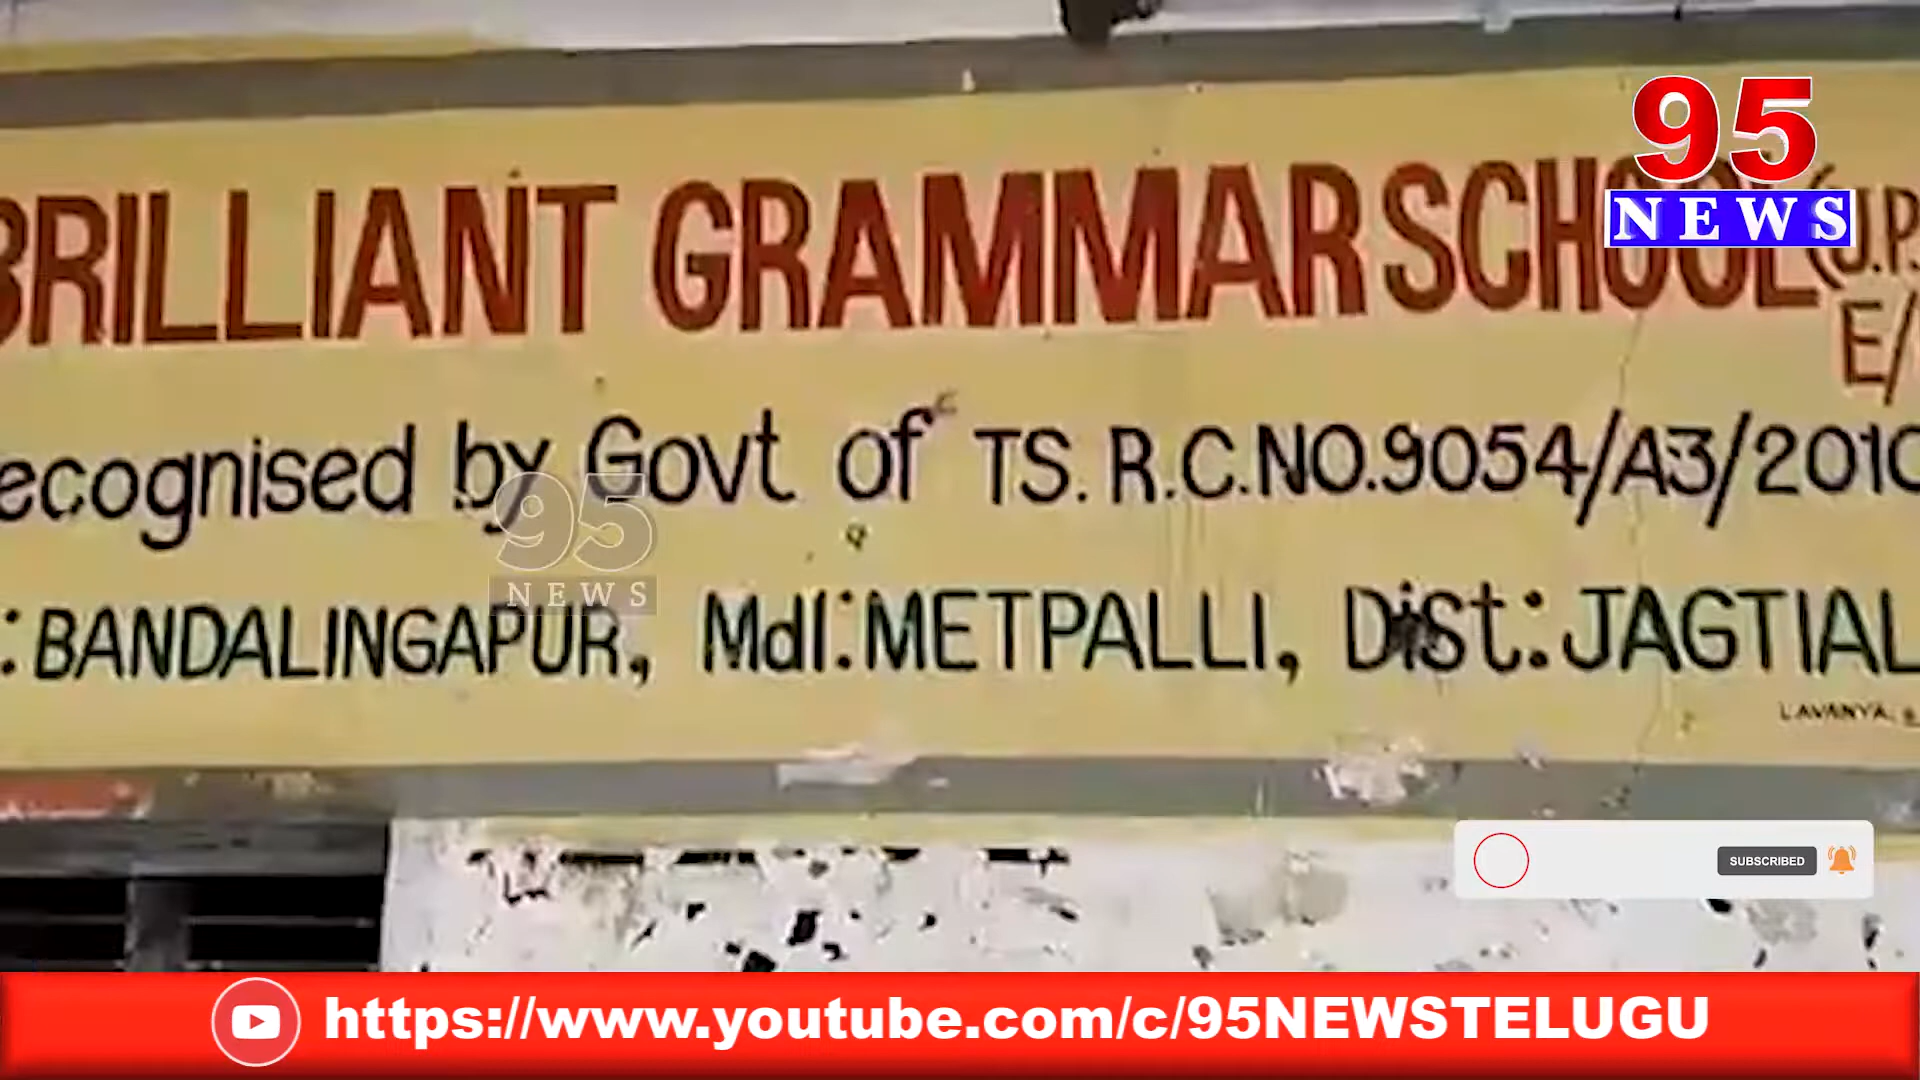 95
NEWS
BRILLIANT GRAMMAR SCHOOL (U.P.
E/
ecognised by Govt of TS. R.C.NO.9054/A3/2010
95
NEWS
: BANDALINGAPUR, Mdl:METPALLI, Dist:JAGTIAL
LAVANYA.
SUBSCRIBED
https://www.youtube.com/c/95NEWSTELUGU